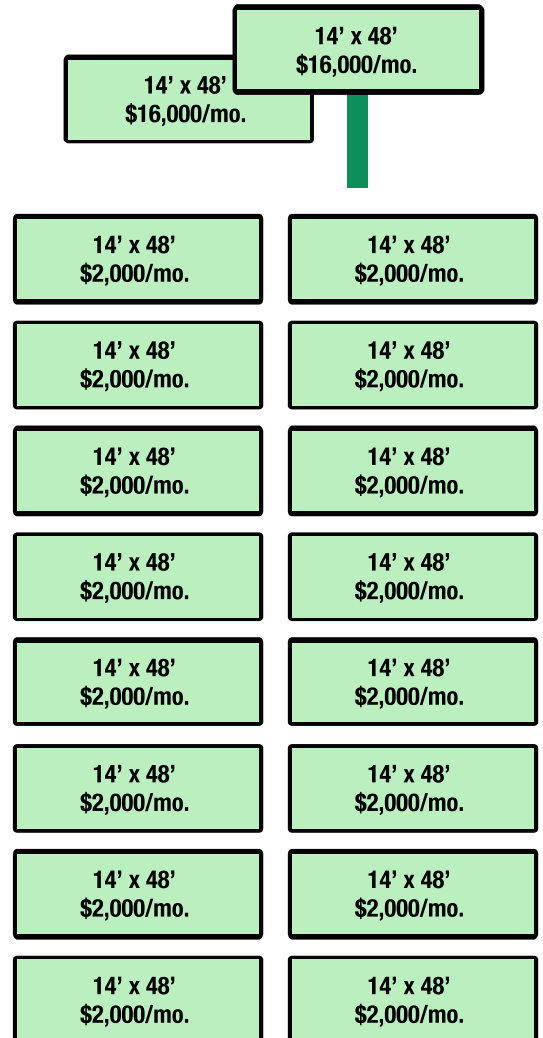 14’ x 48’
$16,000/mo.
14’ x 48’
$16,000/mo.
14’ x 48’
$2,000/mo.
14’ x 48’
$2,000/mo.
14’ x 48’
$2,000/mo.
14’ x 48’
$2,000/mo.
14’ x 48’
$2,000/mo.
14’ x 48’
$2,000/mo.
14’ x 48’
$2,000/mo.
14’ x 48’
$2,000/mo.
14’ x 48’
$2,000/mo.
14’ x 48’
$2,000/mo.
14’ x 48’
$2,000/mo.
14’ x 48’
$2,000/mo.
14’ x 48’
$2,000/mo.
14’ x 48’
$2,000/mo.
14’ x 48’
$2,000/mo.
14’ x 48’
$2,000/mo.